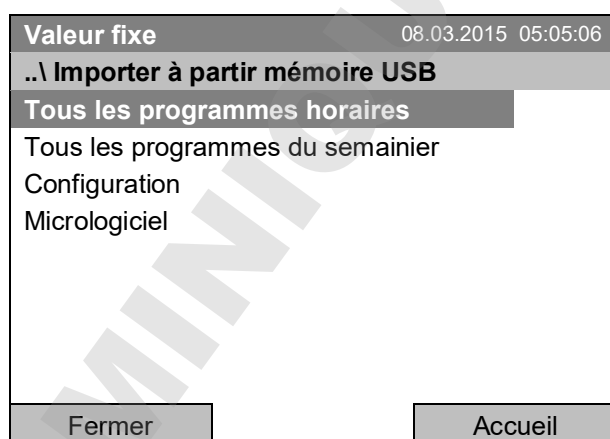 Valeur fixe 08.03.2015 05:05:06
..\ Importer à partir mémoire USB
Tous les programmes horaires
Tous les programmes du semainier
Configuration
Micrologiciel
Fermer Accueil